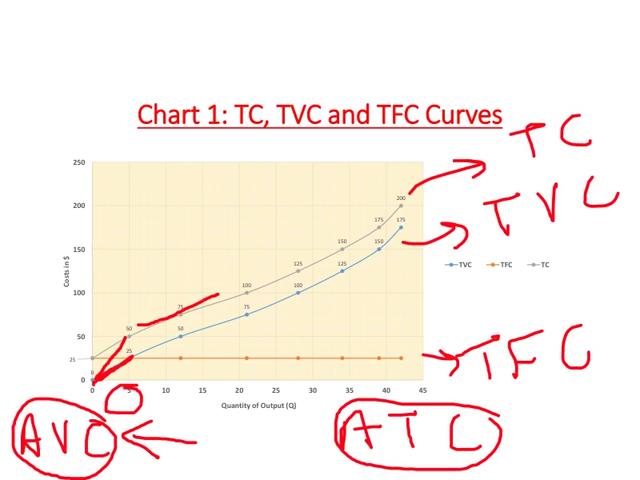 Chart 1: TC, TVC and TFC Curves
TC
TVC
TFC
250
200
150
100
50
25
0
Costs in $
0 5 10 15 20 25 30 35 40 45
Quantity of Output (Q)
0 25 50 75 100 125 150 175
50 75 100 125 150 175 200
TVC TFC TC
AVC
ATC